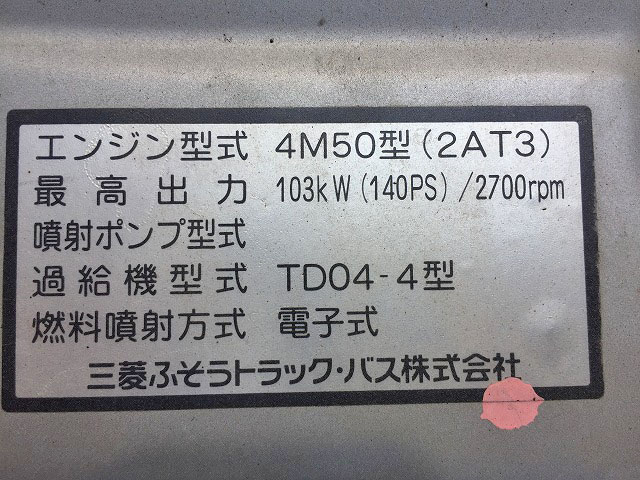 エンジン型式 4M50型(2AT3)
最高出力 103kW(140PS)/2700rpm
噴射ポンプ型式
過給機型式 TD04-4型
燃料噴射方式 電子式
三菱ふそうトラック・バス株式会社